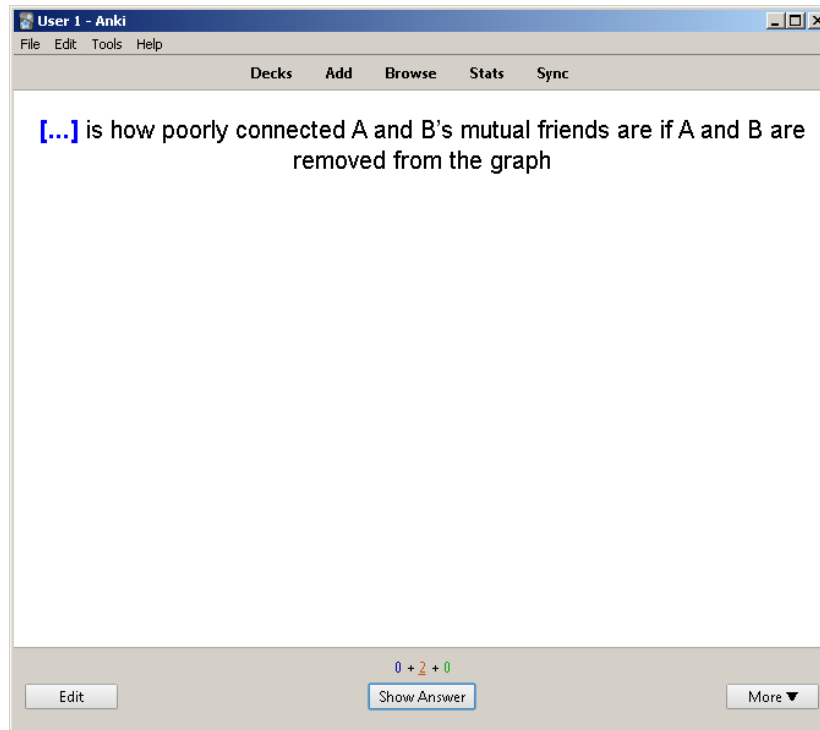 User 1 - Anki
File Edit Tools Help
Decks Add Browse Stats Sync
[...] is how poorly connected A and B’s mutual friends are if A and B are
removed from the graph
0 + 2 + 0
Edit Show Answer More ▼